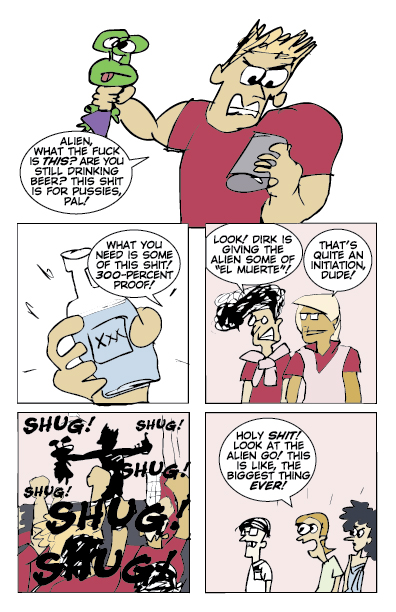 ALIEN,
WHAT THE FUCK
IS THIS? ARE YOU
STILL DRINKING
BEER? THIS SHIT
IS FOR PUSSIES,
PAL!
WHAT YOU
NEED IS SOME
OF THIS SHIT!
300-PERCENT
PROOF!
XXX
LOOK! DIRK IS
GIVING THE
ALIEN SOME OF
"EL MUERTE"!
THAT'S
QUITE AN
INITIATION,
DUDE!
SHUG!
SHUG!
SHUG!
SHUG!
SHUG!
SHUG!
HOLY SHIT!
LOOK AT THE
ALIEN GO! THIS
IS LIKE, THE
BIGGEST THING
EVER!